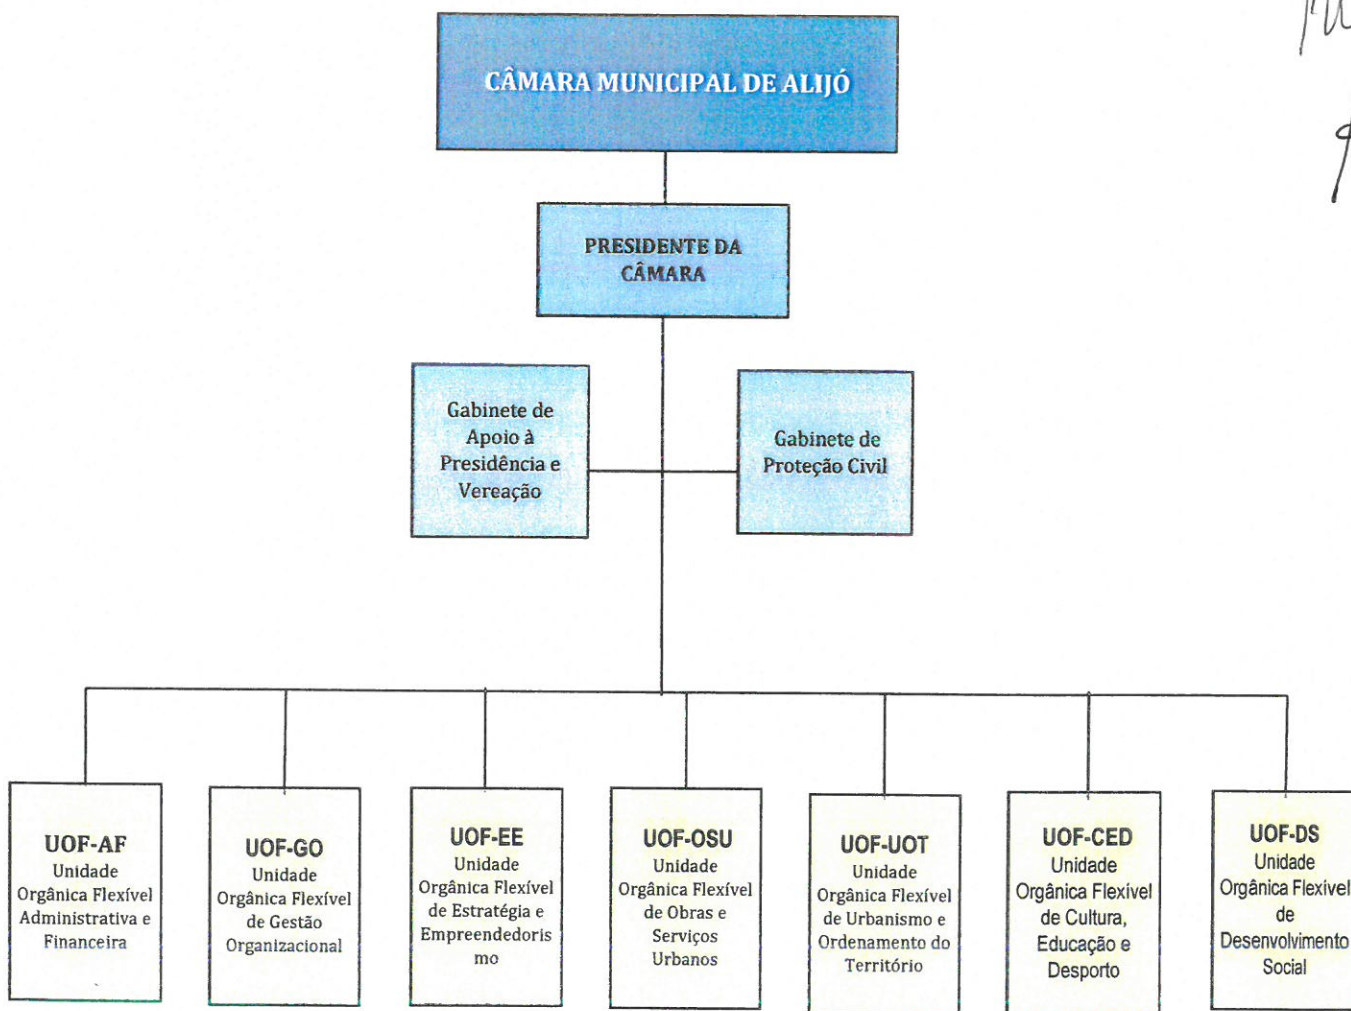 CÂMARA MUNICIPAL DE ALIJÓ
PRESIDENTE DA
CÂMARA
Gabinete de
Apoio à
Presidência e
Vereação
Gabinete de
Proteção Civil
UOF-AF
Unidade
Orgânica Flexível
Administrativa e
Financeira
UOF-GO
Unidade
Orgânica Flexível
de Gestão
Organizacional
UOF-EE
Unidade
Orgânica Flexível
de Estratégia e
Empreendedoris
mo
UOF-OSU
Unidade
Orgânica Flexível
de Obras e
Serviços
Urbanos
UOF-UOT
Unidade
Orgânica Flexível
de Urbanismo e
Ordenamento do
Território
UOF-CED
Unidade
Orgânica Flexível
de Cultura,
Educação e
Desporto
UOF-DS
Unidade
Orgânica Flexível
de
Desenvolvimento
Social